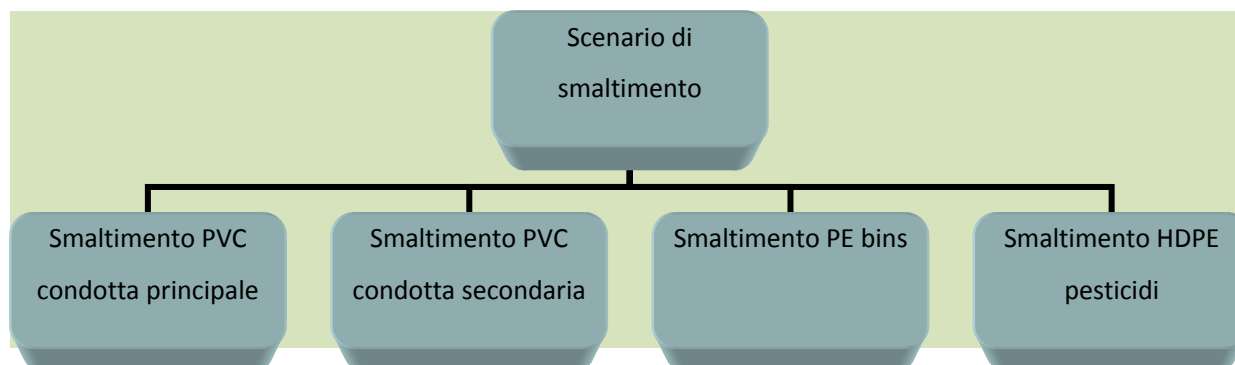 Scenario di
smaltimento
Smaltimento PVC
condotta principale
Smaltimento PVC
condotta secondaria
Smaltimento PE bins
Smaltimento HDPE
pesticidi